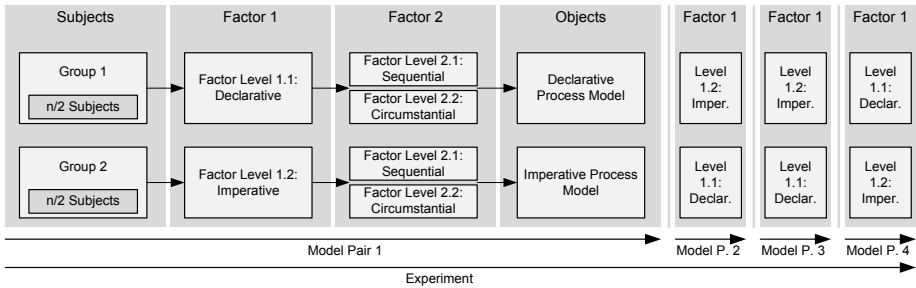 Subjects
Factor 1
Factor 2
Objects
Factor 1
Factor 1
Factor 1
Group 1
n/2 Subjects
Factor Level 1.1:
Declarative
Factor Level 2.1:
Sequential
Factor Level 2.2:
Circumstantial
Declarative
Process Model
Level
1.2:
Imper.
Level
1.2:
Imper.
Level
1.1:
Declar.
Group 2
n/2 Subjects
Factor Level 1.2:
Imperative
Factor Level 2.1:
Sequential
Factor Level 2.2:
Circumstantial
Imperative Process
Model
Level
1.1:
Declar.
Level
1.1:
Declar.
Level
1.2:
Imper.
Model Pair 1
Model P. 2
Model P. 3
Model P. 4
Experiment